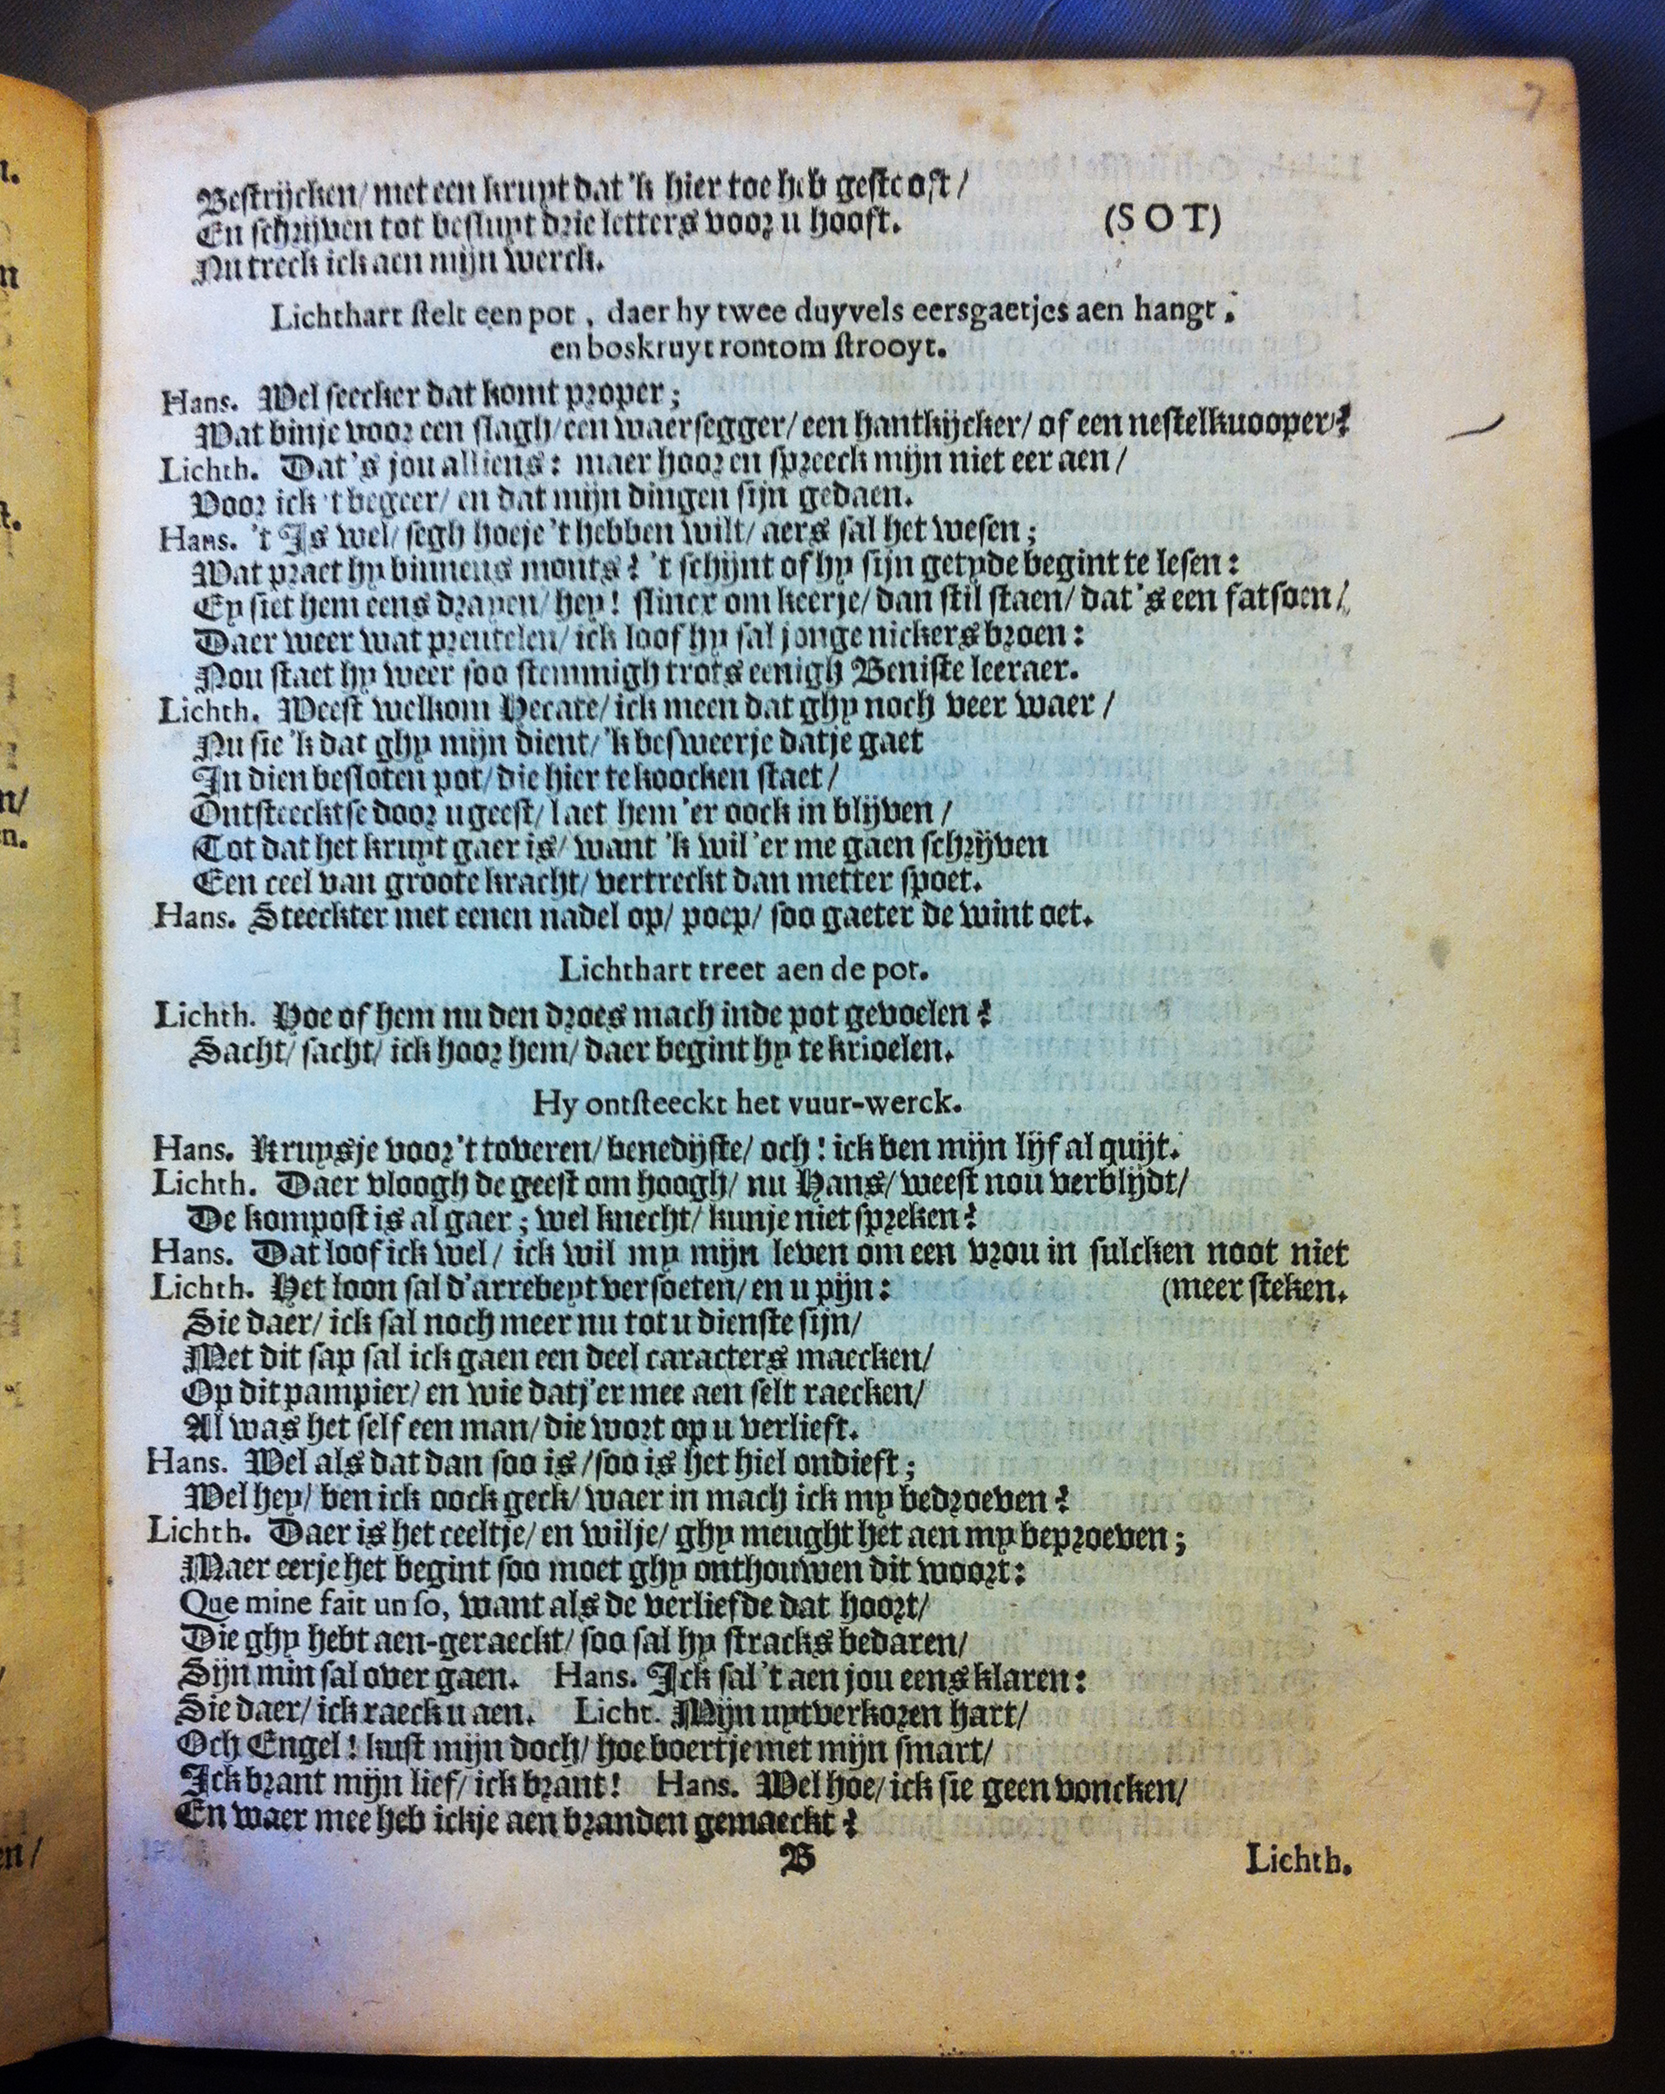 Bestrijcken/ met een kruyt dat 'k hier toe heb gestooft/
En schrijven tot besluyt drie letters voor u hooft. (SOT)
Nu treck ick aen mijn werck.
Lichthart stelt een pot, daer hy twee duyvels eersgaetjes aen hangt.
en boskruyt rontom strooyt.
Hans. Wel seecker dat komt proper;
Wat binje voor een slagh/ een waersegger/ een hantkijcker/ of een nestelkuooper/?
Lichth. Dat's jou alliens: maer hoor en spreeck mijn niet eer aen/
Voor ick 't begeer/ en dat mijn dingen sijn gedaen.
Hans. 't Is wel/ segh hoeje 't hebben wilt/ aers sal het wesen;
Wat praet hy binnens monts? 't schijnt of hy sijn getyde begint te lesen:
Ey siet hem eens drayen/ hey! slincx om keerje/ dan stil staen/ dat's een fatsoen/
Daer weer wat preutelen/ ick loof hy sal jonge nickers broen:
Nou staet hy weer soo stemmigh trots eenigh Beniste leeraer.
Lichth. Weest welkom Hecate/ ick meen dat ghy noch veer waer/
Nu sie 'k dat ghy mijn dient/ 'k besweerje datje gaet
In dien besloten pot/ die hier te koocken staet/
Ontsteecktse door u geest/ laet hem 'er oock in blijven/
Tot dat het kruyt gaer is/ want 'k wil 'er me gaen schrijven
Een ceel van groote kracht/ vertreckt dan metter spoet.
Hans. Steeckter met eenen nadel op/ poep/ soo gaeter de wint oet.
Lichthart treet aen de pot.
Lichth. Hoe of hem nu den droes mach inde pot gevoelen?
Sacht/ sacht/ ick hoor hem/ daer begint hy te krioelen.
Hy ontsteeckt het vuur-werck.
Hans. Kruysje voor 't toveren/ benedijste/ och! ick ben mijn lijf al quijt.
Lichth. Daer vloogh de geest om hoogh/ nu Hans/ weest nou verblijdt/
De kompost is al gaer; wel knecht/ kunje niet spreken?
Hans. Dat loof ick wel/ ick wil my mijn leven om een vrou in sulcken noot niet
Lichth. Het loon sal d'arrebeyt versoeten/ en u pijn: (meer steken.
Sie daer/ ick sal noch meer nu tot u dienste sijn/
Met dit sap sal ick gaen een deel caracters maecken/
Op dit pampier/ en wie datj'er mee aen selt raecken/
Al was het self een man/ die wort op u verlieft.
Hans. Wel als dat dan soo is/ soo is het hiel ondieft;
Wel hey/ ben ick oock geck/ waer in mach ick my bedroeven?
Lichth. Daer is het ceeltje/ en wilje/ ghy meught het aen my beproeven;
Maer eerje het begint soo moet ghy onthouwen dit woort:
Que mine fait un so, want als de verliefde dat hoort/
Die ghy hebt aen-geraeckt/ soo sal hy stracks bedaren/
Sijn min sal over gaen. Hans. Ick sal 't aen jou eens klaren:
Sie daer/ ick raeck u aen. Licht. Mijn uytverkoren hart/
Och Engel! kust mijn doch/ hoe boertje met mijn smart/
Ick brant mijn lief/ ick brant! Hans. Wel hoe/ ick sie geen voncken/
En waer mee heb ickje aen branden gemaeckt?
B Lichth.